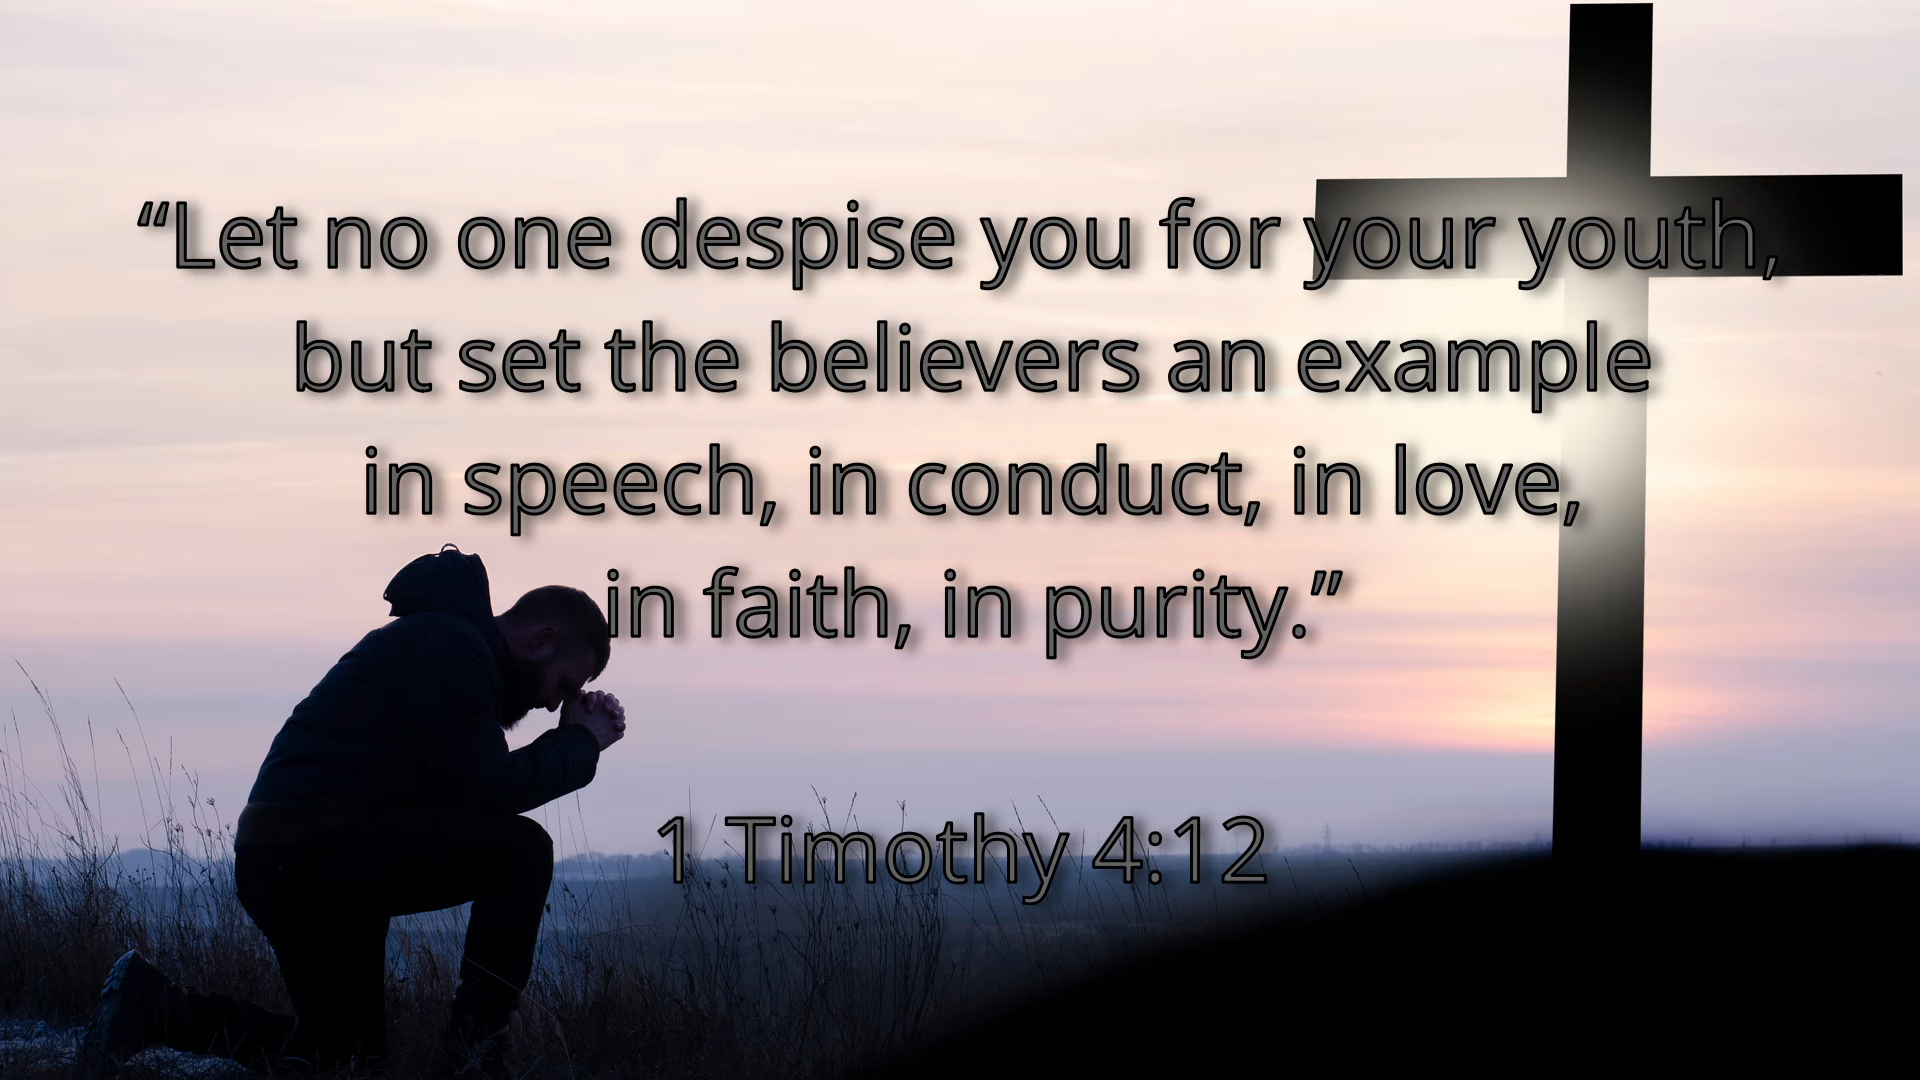 “Let no one despise you for your youth,
but set the believers an example
in speech, in conduct, in love,
in faith, in purity.”
1 Timothy 4:12